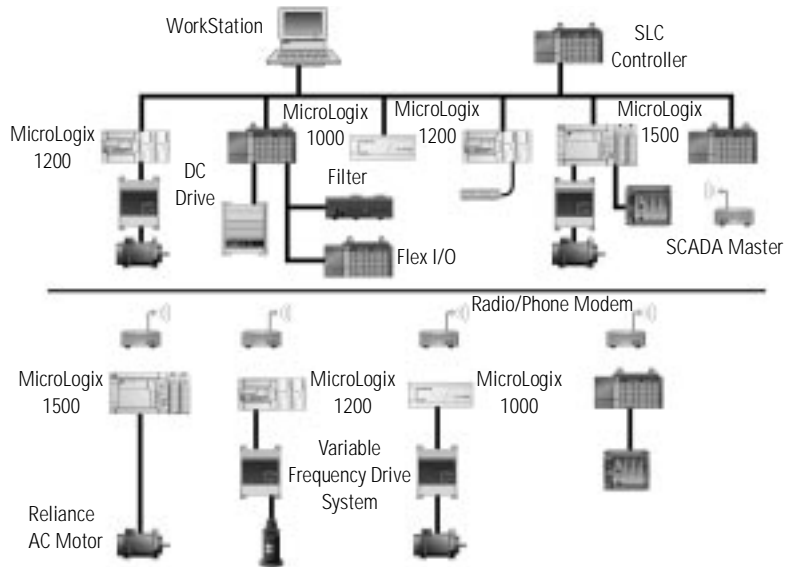 WorkStation
SLC
Controller
MicroLogix
1200
MicroLogix
1000
MicroLogix
1200
MicroLogix
1500
DC
Drive
Filter
Flex I/O
SCADA Master
Radio/Phone Modem
MicroLogix
1500
MicroLogix
1200
MicroLogix
1000
Variable
Frequency Drive
System
Reliance
AC Motor